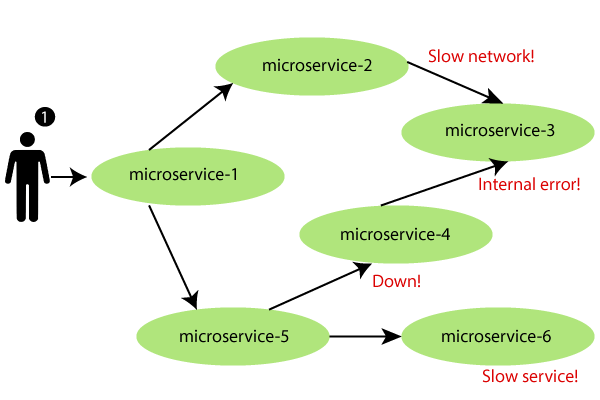 microservice-2
Slow network!
1
microservice-3
microservice-1
Internal error!
microservice-4
Down!
microservice-5
microservice-6
Slow service!